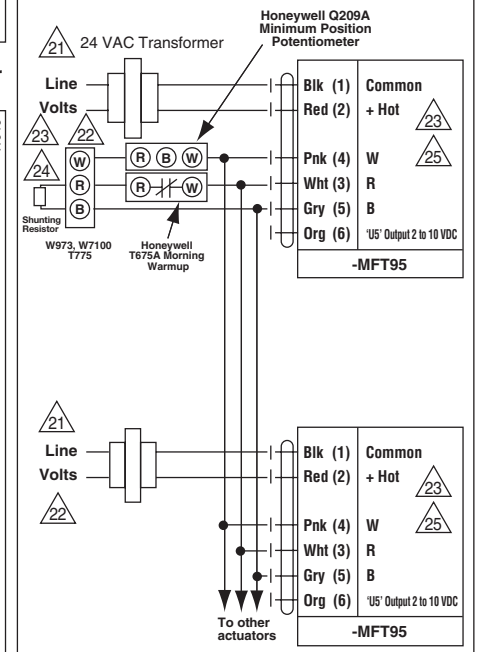 Honeywell Q209A
Minimum Position
Potentiometer
21
24 VAC Transformer
Line
Volts
Blk (1) Common
Red (2) + Hot
23
23
22
W
R B W
Pnk (4) W
25
24
R
R W
Wht (3) R
B
Gry (5) B
Shunting
Resistor
Org (6) 'U5' Output 2 to 10 VDC
W973, W7100
T775
Honeywell
T675A Morning
Warmup
-MFT95
21
Line
Volts
Blk (1) Common
Red (2) + Hot
23
22
Pnk (4) W
25
Wht (3) R
Gry (5) B
Org (6) 'U5' Output 2 to 10 VDC
To other
actuators
-MFT95